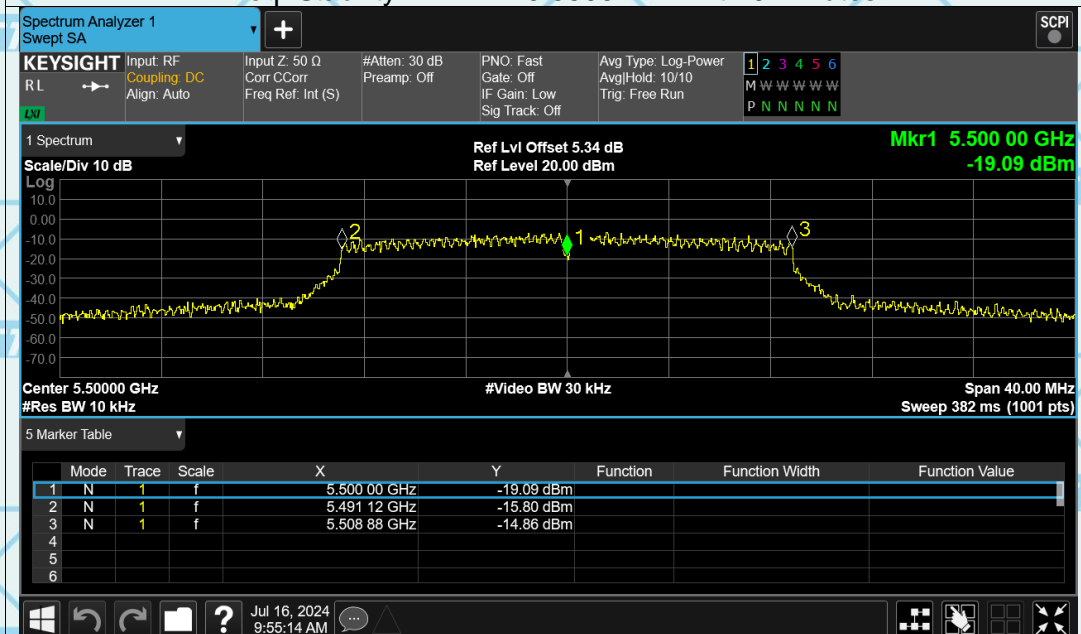 Spectrum Analyzer 1
Swept SA
+
SCPI
KEYSIGHT Input: RF Input Z: 50 Ω #Atten: 30 dB PNO: Fast Avg Type: Log-Power 1 2 3 4 5 6
RL Coupling: DC Corr CCorr Preamp: Off Gate: Off Avg|Hold: 10/10 M W W W W W
Align: Auto Freq Ref: Int (S) IF Gain: Low Trig: Free Run
LXI Sig Track: Off P N N N N N
1 Spectrum
Ref Lvl Offset 5.34 dB Mkr1 5.500 00 GHz
Scale/Div 10 dB Ref Level 20.00 dBm -19.09 dBm
Log
10.0
0.00
-10.0
-20.0
-30.0
-40.0
-50.0
-60.0
-70.0
2 1 3
Center 5.50000 GHz #Video BW 30 kHz Span 40.00 MHz
#Res BW 10 kHz Sweep 382 ms (1001 pts)
5 Marker Table
Mode Trace Scale X Y Function Function Width Function Value
1 N 1 f 5.500 00 GHz -19.09 dBm
2 N 1 f 5.491 12 GHz -15.80 dBm
3 N 1 f 5.508 88 GHz -14.86 dBm
4
5
6
? Jul 16, 2024
9:55:14 AM